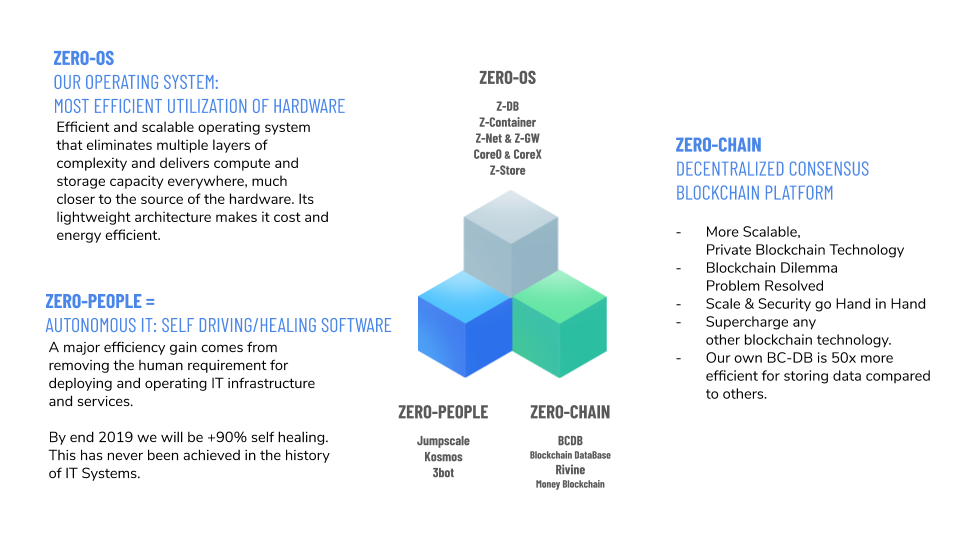 ZERO-OS
OUR OPERATING SYSTEM:
MOST EFFICIENT UTILIZATION OF HARDWARE
Efficient and scalable operating system
that eliminates multiple layers of
complexity and delivers compute and
storage capacity everywhere, much
closer to the source of the hardware. Its
lightweight architecture makes it cost and
energy efficient.
ZERO-PEOPLE =
AUTONOMOUS IT: SELF DRIVING/HEALING SOFTWARE
A major efficiency gain comes from
removing the human requirement for
deploying and operating IT infrastructure
and services.
By end 2019 we will be +90% self healing.
This has never been achieved in the history
of IT Systems.
ZERO-OS
Z-DB
Z-Container
Z-Net & Z-GW
Core0 & CoreX
Z-Store
ZERO-PEOPLE
Jumpscale
Kosmos
3bot
ZERO-CHAIN
BCDB
Blockchain DataBase
Rivine
Money Blockchain
ZERO-CHAIN
DECENTRALIZED CONSENSUS
BLOCKCHAIN PLATFORM
- More Scalable,
Private Blockchain Technology
- Blockchain Dilemma
Problem Resolved
- Scale & Security go Hand in Hand
- Supercharge any
other blockchain technology.
- Our own BC-DB is 50x more
efficient for storing data compared
to others.